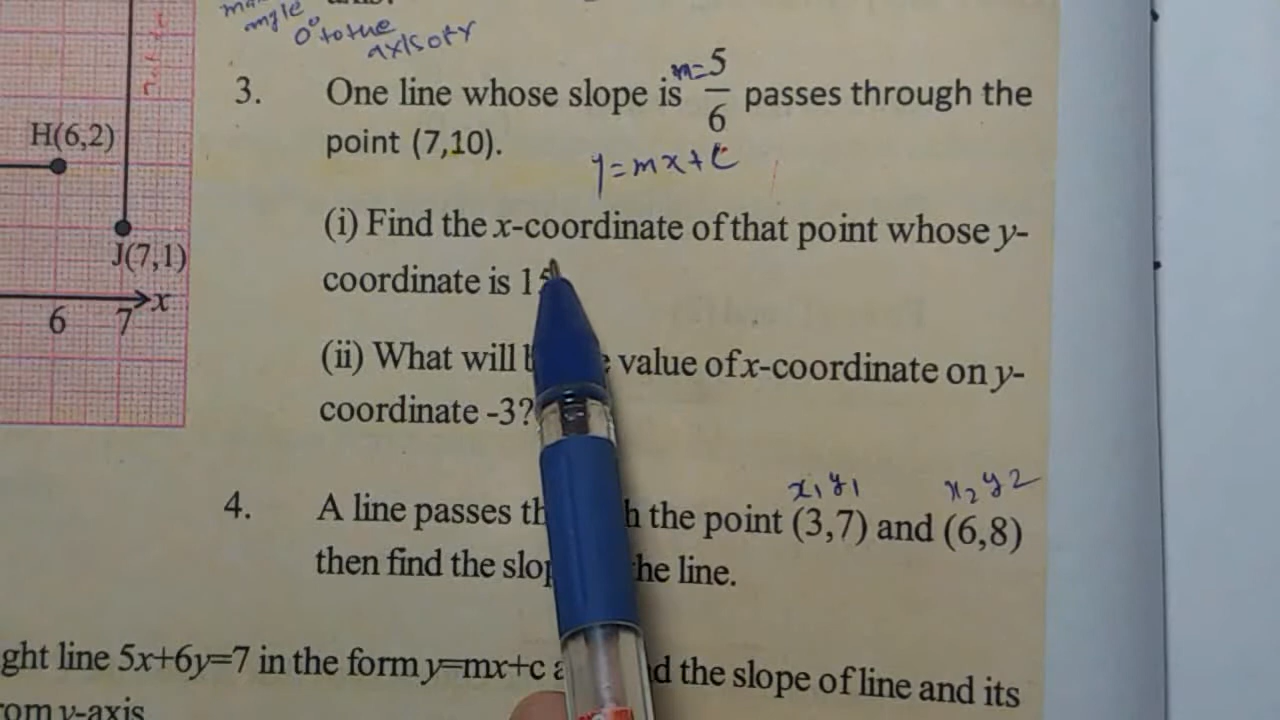 angle
0° to the
axis of x
H(6,2)
J(7,1)
x
6 7
3. One line whose slope is m= 5/6 passes through the
point (7,10).
y=mx+c
(i) Find the x-coordinate of that point whose y-
coordinate is 15
(ii) What will value of x-coordinate on y-
coordinate -3?
x₁ y₁ x₂ y2
4. A line passes the point (3,7) and (6,8)
then find the the line.
ght line 5x+6y=7 in the form y=mx+c the slope of line and its
rom y-axis